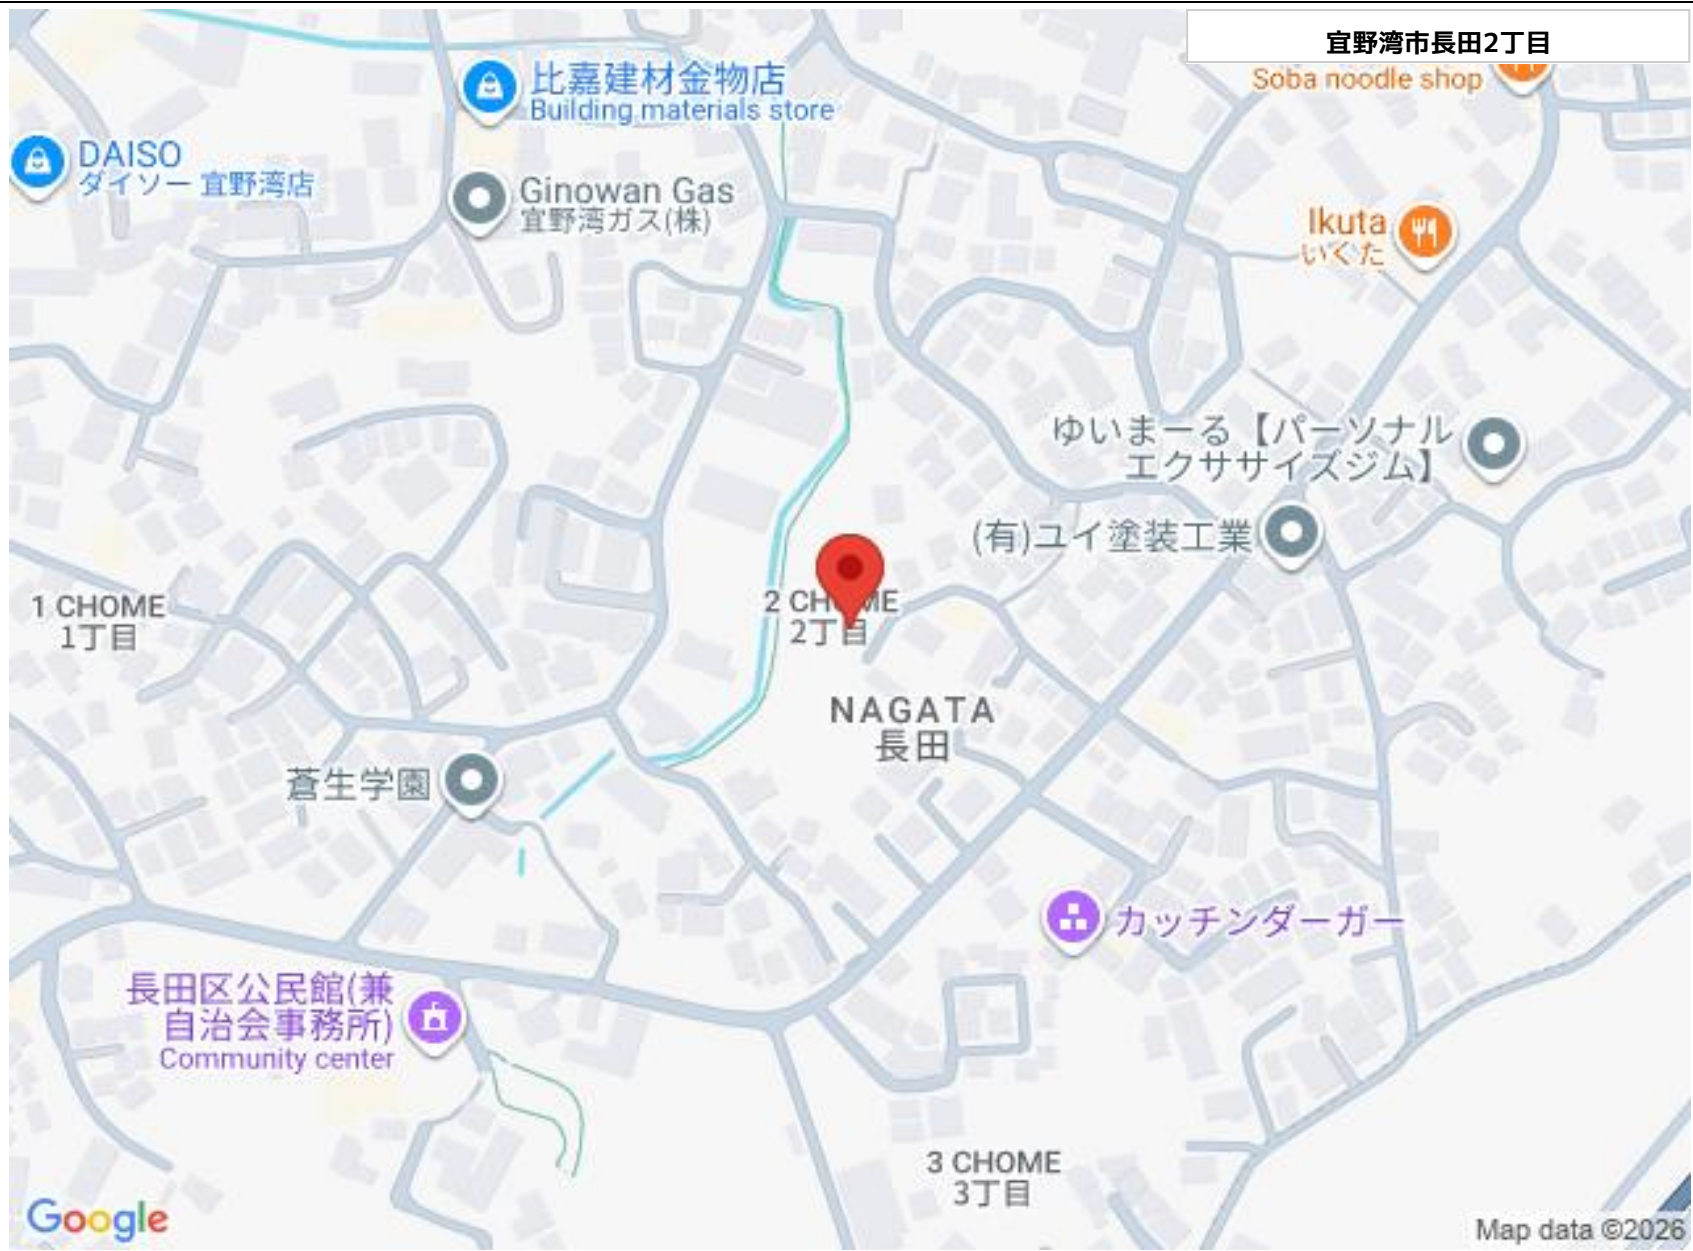 宜野湾市長田2丁目
Soba noodle shop
比嘉建材金物店
Building materials store
DAISO
ダイソー 宜野湾店
Ginowan Gas
宜野湾ガス(株)
Ikuta
いくた
ゆいまーる【パーソナル
エクササイズジム】
(有)ユイ塗装工業
1 CHOME
1丁目
2 CHOME
2丁目
NAGATA
長田
蒼生学園
カッチンダーガー
長田区公民館(兼
自治会事務所)
Community center
3 CHOME
3丁目
Google
Map data ©2026